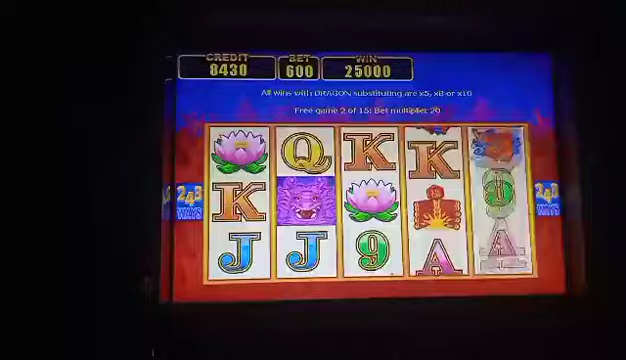 CREDIT BET WIN
8430 600 25000
All wins with DRAGON substituting are x5, x8 or x10
Free game 2 of 15: Bet multiplier 20
Q K K
243 WAYS K 243 WAYS
J J 9 A A